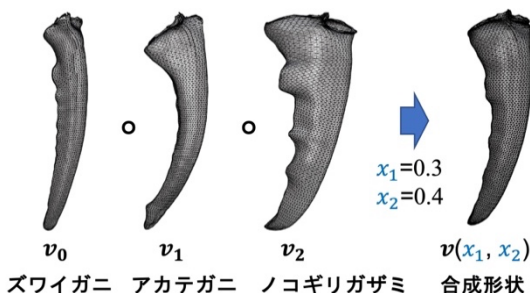 x₁=0.3
x₂=0.4
v₀ v₁ v₂ v(x₁, x₂)
ズワイガニ アカテガニ ノコギリガザミ 合成形状